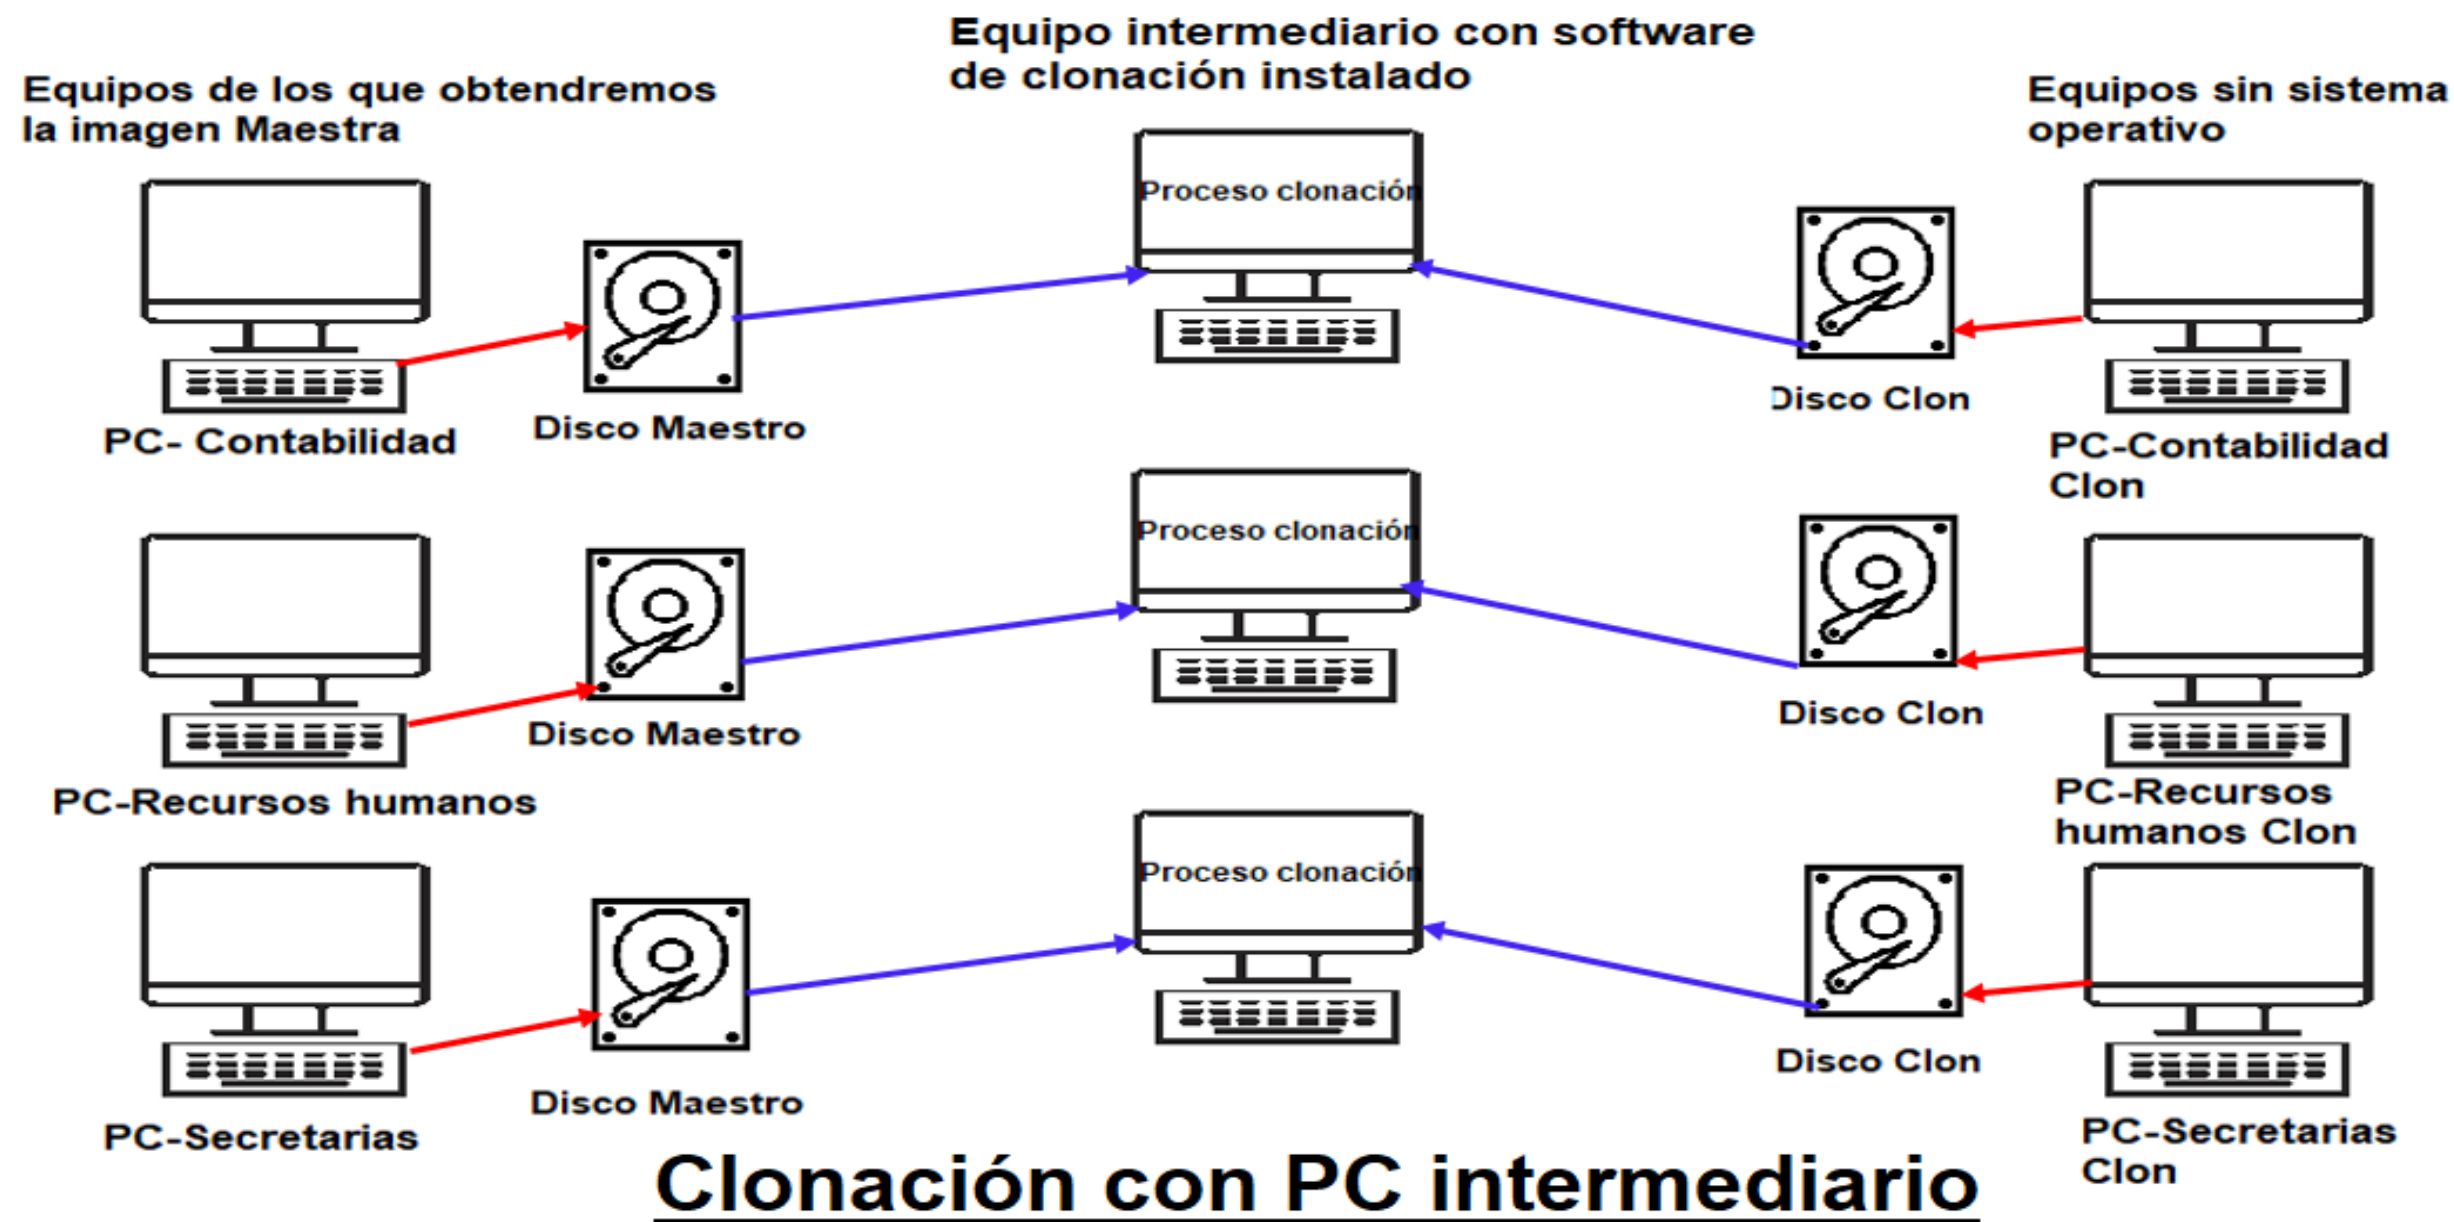 Equipo intermediario con software
de clonación instalado
Equipos de los que obtendremos
la imagen Maestra
Equipos sin sistema
operativo
Proceso clonación
Disco Maestro
Disco Clon
PC- Contabilidad
PC-Contabilidad
Clon
Proceso clonación
Disco Maestro
Disco Clon
PC-Recursos humanos
PC-Recursos
humanos Clon
Proceso clonación
Disco Maestro
Disco Clon
PC-Secretarias
PC-Secretarias
Clon
Clonación con PC intermediario